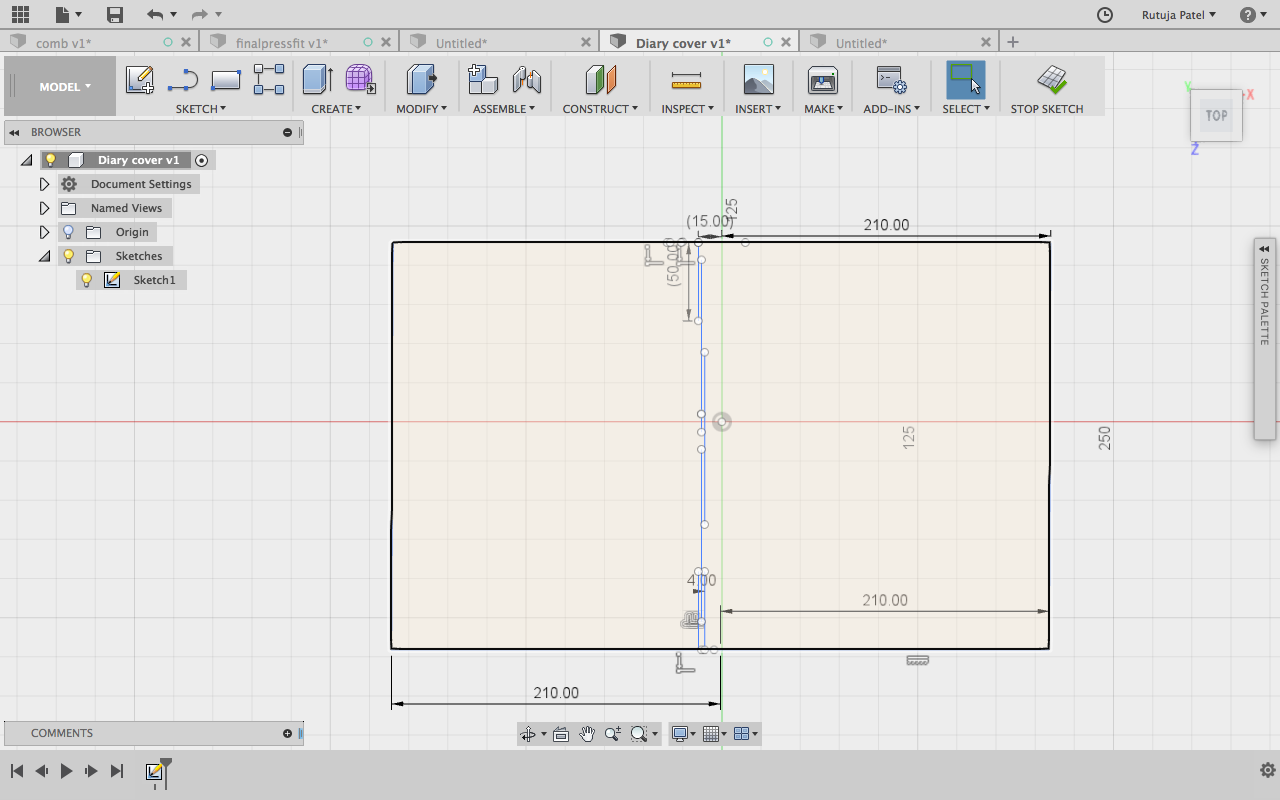 Rutuja Patel
comb v1*
finalpressfit v1*
Untitled*
Diary cover v1*
Untitled*
MODEL
SKETCH
CREATE
MODIFY
ASSEMBLE
CONSTRUCT
INSPECT
INSERT
MAKE
ADD-INS
SELECT
STOP SKETCH
Y
X
TOP
Z
BROWSER
Diary cover v1
Document Settings
Named Views
Origin
Sketches
Sketch1
125
(15.00)
210.00
(50.00)
SKETCH PALETTE
125
250
4.00
210.00
210.00
COMMENTS